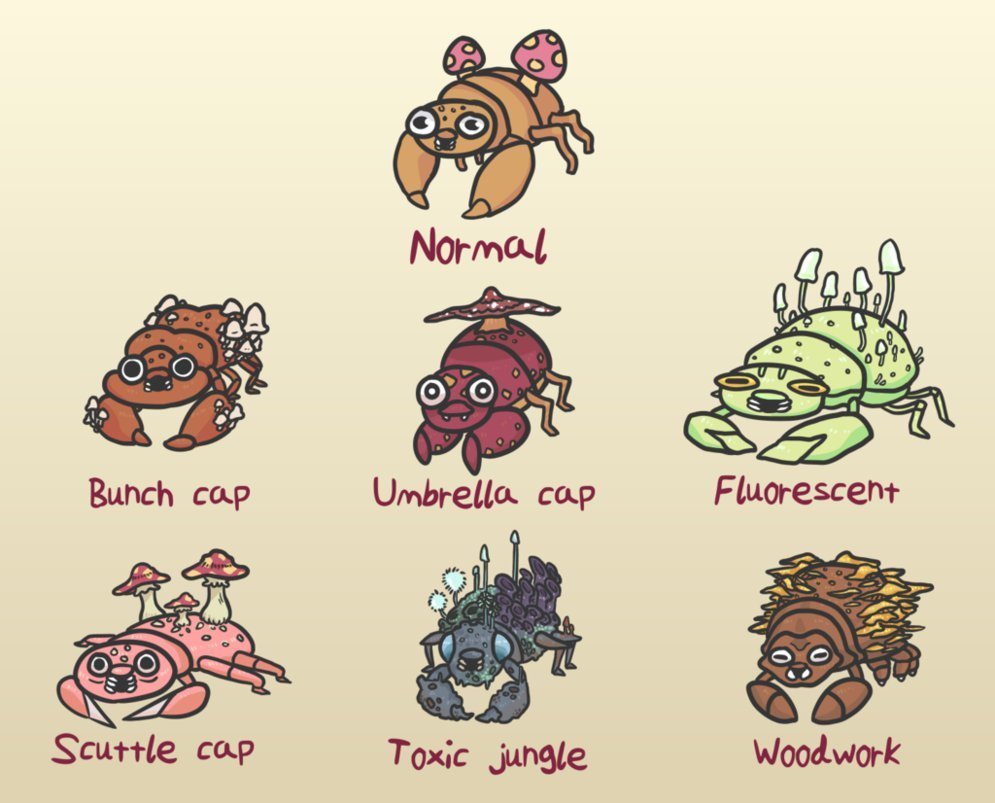 Normal
Bunch cap
Umbrella cap
Fluorescent
Scuttle cap
Toxic jungle
Woodwork